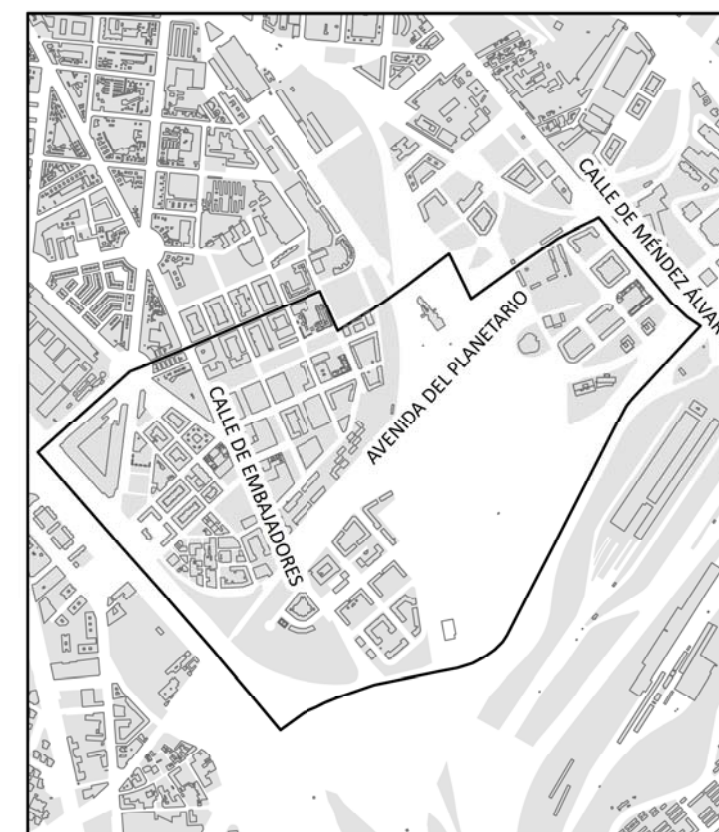 CALLE DE MÉNDEZ ÁLVAR
AVENIDA DEL PLANETARIO
CALLE DE EMBAJADORES